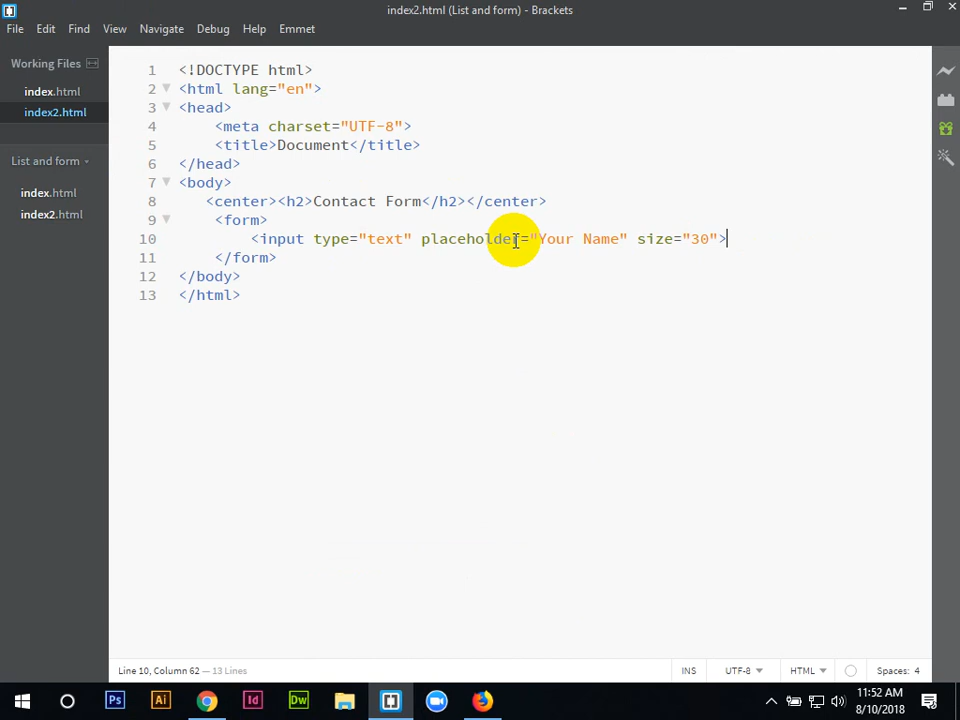 index2.html (List and form) - Brackets
File Edit Find View Navigate Debug Help Emmet
Working Files
index.html
index2.html
List and form
index.html
index2.html
1 <!DOCTYPE html>
2 <html lang="en">
3 <head>
4 <meta charset="UTF-8">
5 <title>Document</title>
6 </head>
7 <body>
8 <center><h2>Contact Form</h2></center>
9 <form>
10 <input type="text" placeholder="Your Name" size="30">
11 </form>
12 </body>
13 </html>
Line 10, Column 62 — 13 Lines
INS UTF-8 HTML Spaces: 4
Ps Ai Id Dw
11:52 AM
8/10/2018